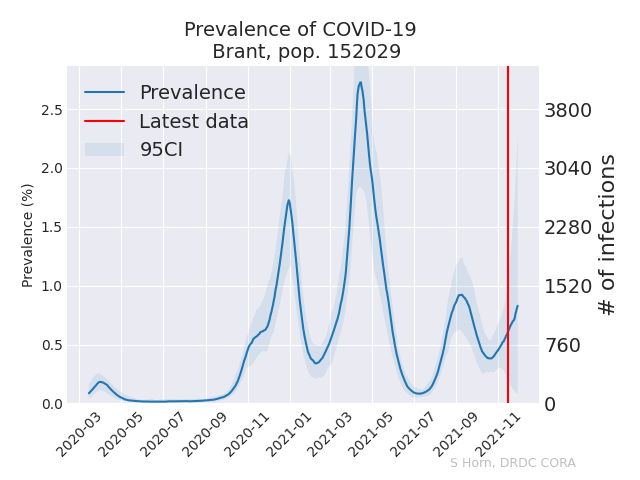 Prevalence of COVID-19
Brant, pop. 152029
Prevalence
Latest data
95CI
Prevalence (%)
2.5
2.0
1.5
1.0
0.5
0.0
3800
3040
2280
1520
760
0
# of infections
2020-03
2020-05
2020-07
2020-09
2020-11
2021-01
2021-03
2021-05
2021-07
2021-09
2021-11
S Horn, DRDC CORA